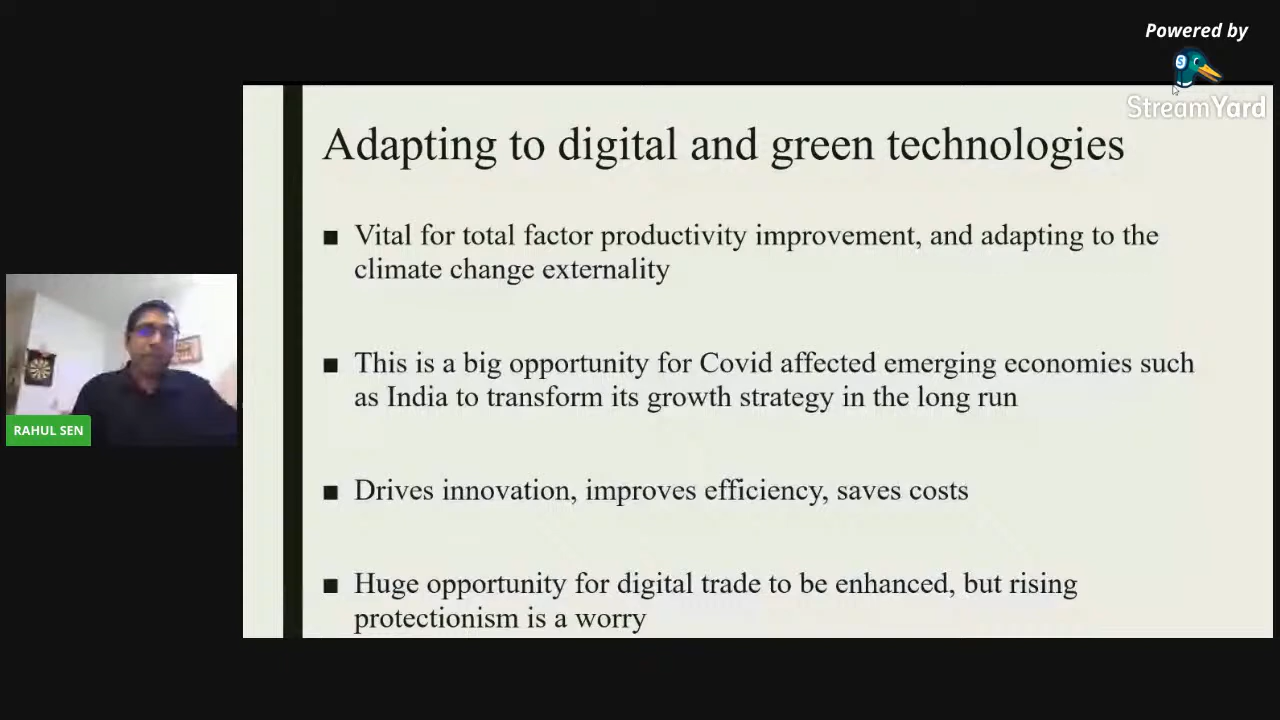 Powered by
StreamYard
Adapting to digital and green technologies
■ Vital for total factor productivity improvement, and adapting to the
climate change externality
■ This is a big opportunity for Covid affected emerging economies such
as India to transform its growth strategy in the long run
■ Drives innovation, improves efficiency, saves costs
■ Huge opportunity for digital trade to be enhanced, but rising
protectionism is a worry
RAHUL SEN